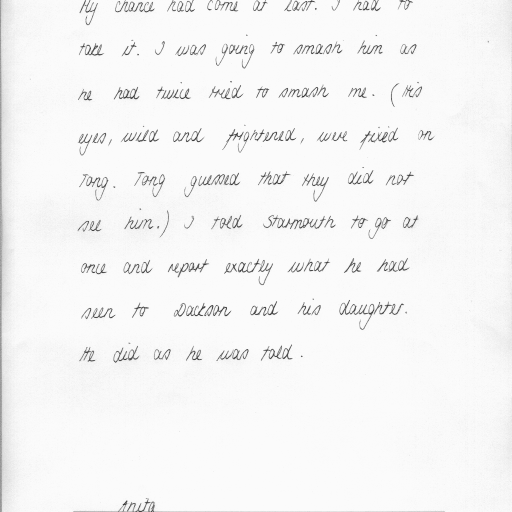 My chance had come at last. I had to
take it. I was going to smash him as
he had twice tried to smash me. (His
eyes, wild and frightened, were fixed on
Tong. Tong guessed that they did not
see him.) I told Starmouth to go at
once and report exactly what he had
seen to Dackson and his daughter.
He did as he was told.
Anita